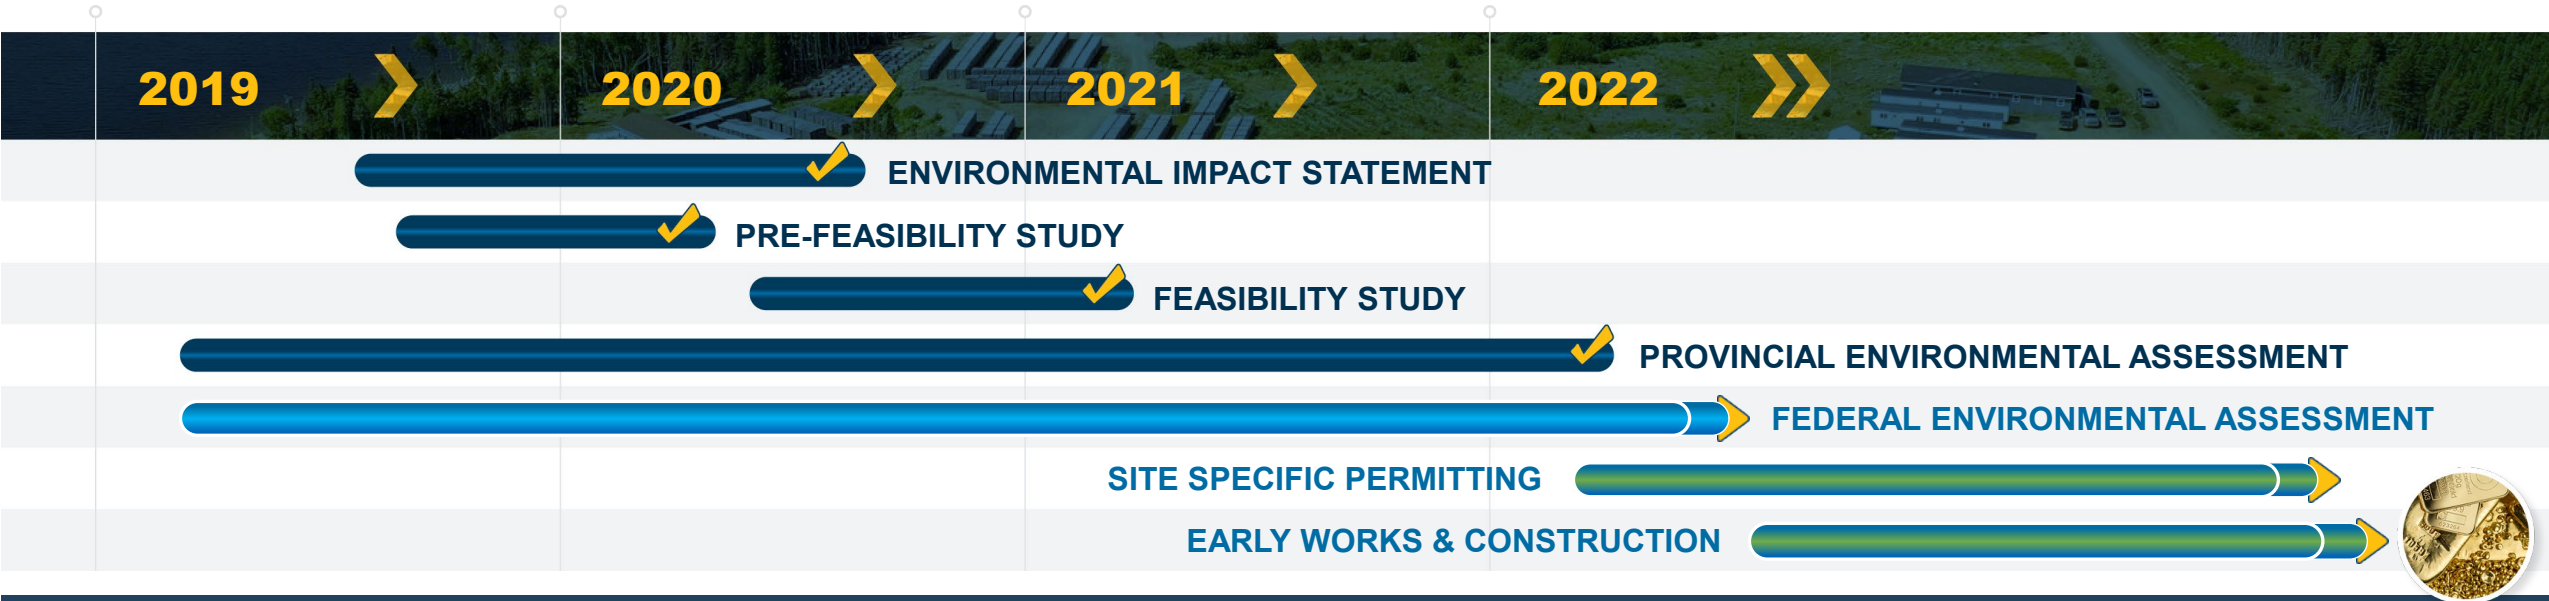 2019
2020
2021
2022
ENVIRONMENTAL IMPACT STATEMENT
PRE-FEASIBILITY STUDY
FEASIBILITY STUDY
PROVINCIAL ENVIRONMENTAL ASSESSMENT
FEDERAL ENVIRONMENTAL ASSESSMENT
SITE SPECIFIC PERMITTING
EARLY WORKS & CONSTRUCTION